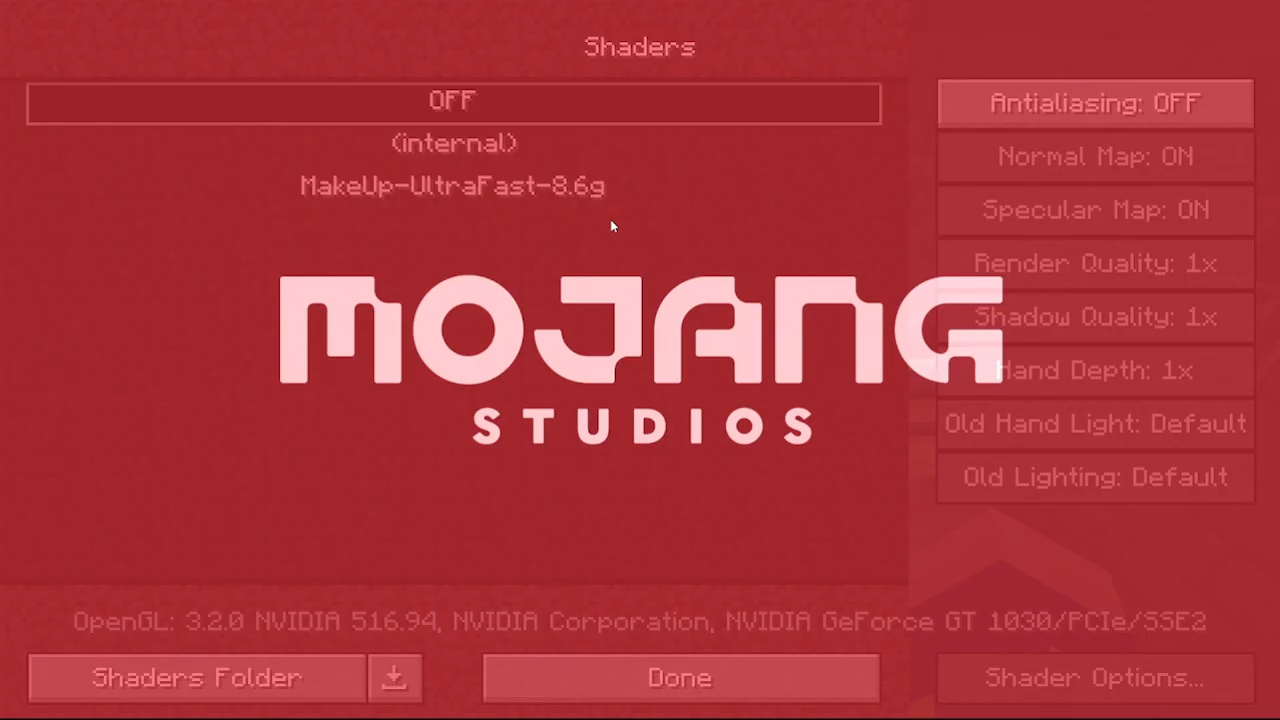 Shaders
OFF
(internal)
MakeUp-UltraFast-8.6g
Antialiasing: OFF
Normal Map: ON
Specular Map: ON
Render Quality: 1x
Shadow Quality: 1x
Hand Depth: 1x
Old Hand Light: Default
Old Lighting: Default
MOJANG
STUDIOS
OpenGL: 3.2.0 NVIDIA 516.94, NVIDIA Corporation, NVIDIA GeForce GT 1030/PCIe/SSE2
Shaders Folder
Done
Shader Options...